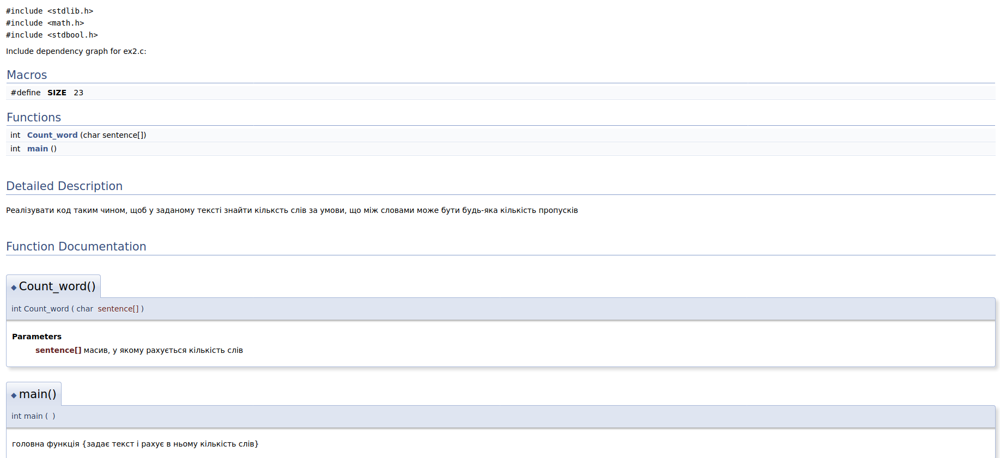 #include <stdlib.h>
#include <math.h>
#include <stdbool.h>
Include dependency graph for ex2.c:
Macros
#define SIZE 23
Functions
int Count_word (char sentence[])
int main ()
Detailed Description
Реалізувати код таким чином, щоб у заданому тексті знайти кільксть слів за умови, що між словами може бути будь-яка кількість пропусків
Function Documentation
◆ Count_word()
int Count_word ( char sentence[] )
Parameters
sentence[] масив, у якому рахується кількість слів
◆ main()
int main ( )
головна функція {задає текст і рахує в ньому кількість слів}